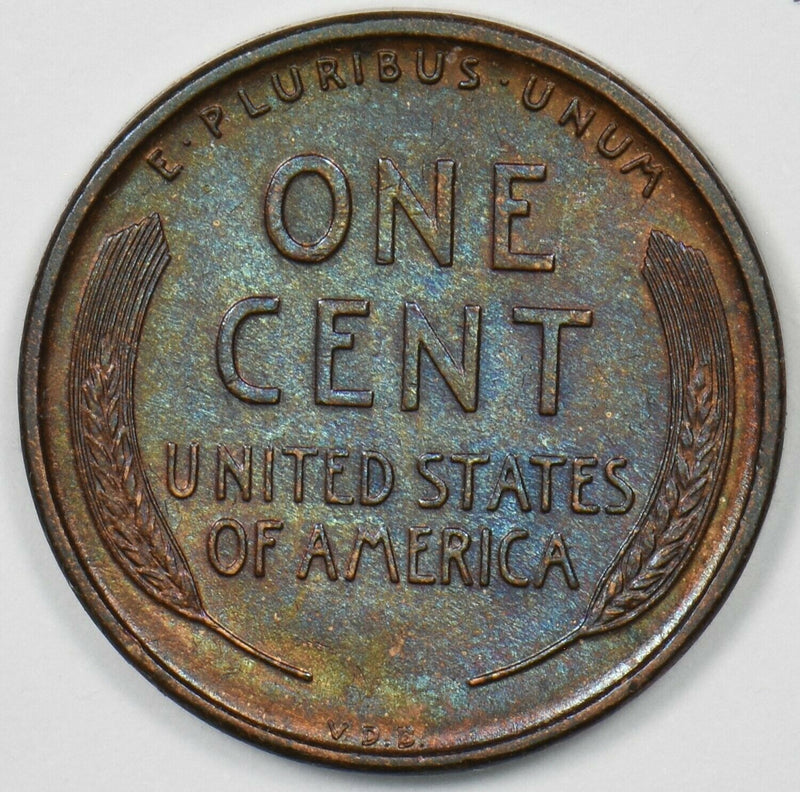 E · PLURIBUS · UNUM
ONE
CENT
UNITED STATES
OF AMERICA
V.D.B.